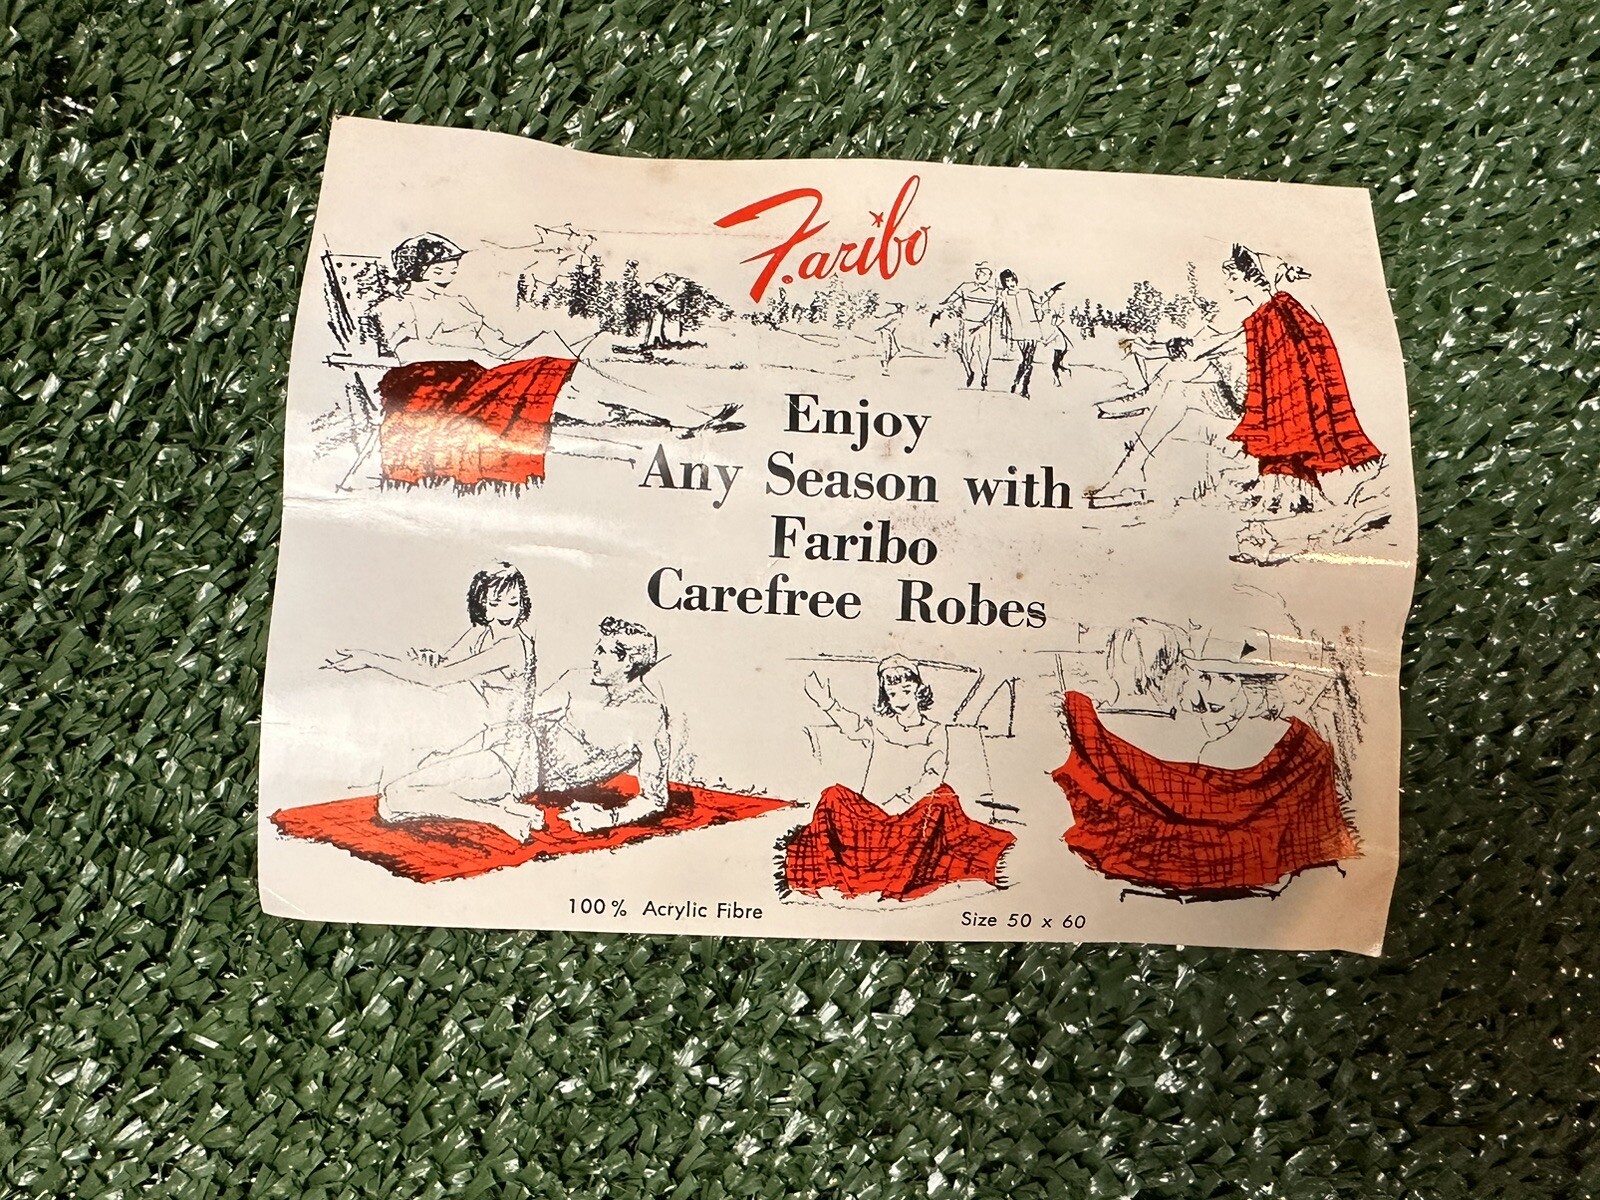 Faribo
Enjoy
Any Season with
Faribo
Carefree Robes
100% Acrylic Fibre
Size 50 x 60